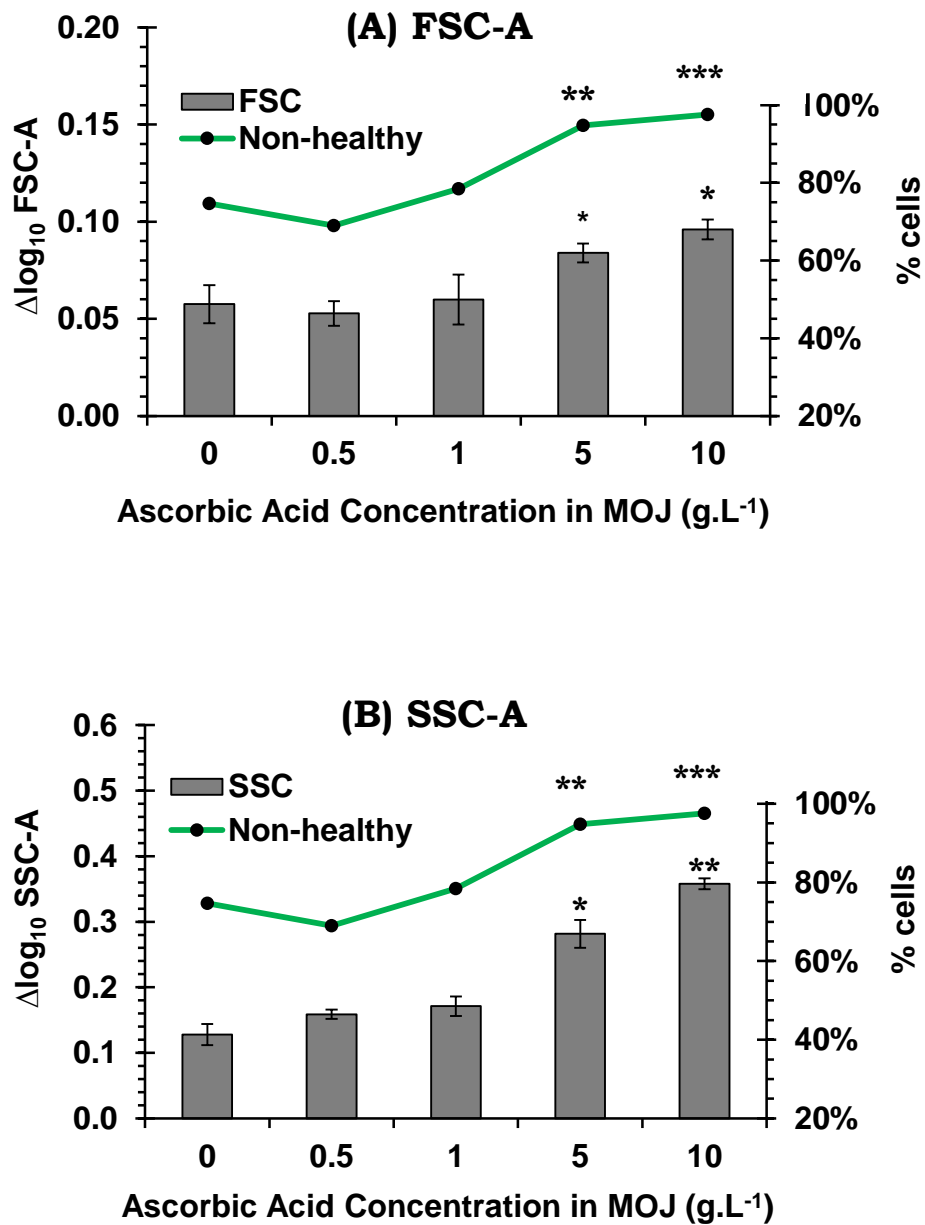 (A) FSC-A
0.20
0.15
0.10
0.05
0.00
Δlog₁₀ FSC-A
FSC
Non-healthy
**
***
*
*
100%
80%
60%
40%
20%
% cells
0 0.5 1 5 10
Ascorbic Acid Concentration in MOJ (g.L⁻¹)
(B) SSC-A
0.6
0.5
0.4
0.3
0.2
0.1
0.0
Δlog₁₀ SSC-A
SSC
Non-healthy
**
***
*
**
100%
80%
60%
40%
20%
% cells
0 0.5 1 5 10
Ascorbic Acid Concentration in MOJ (g.L⁻¹)